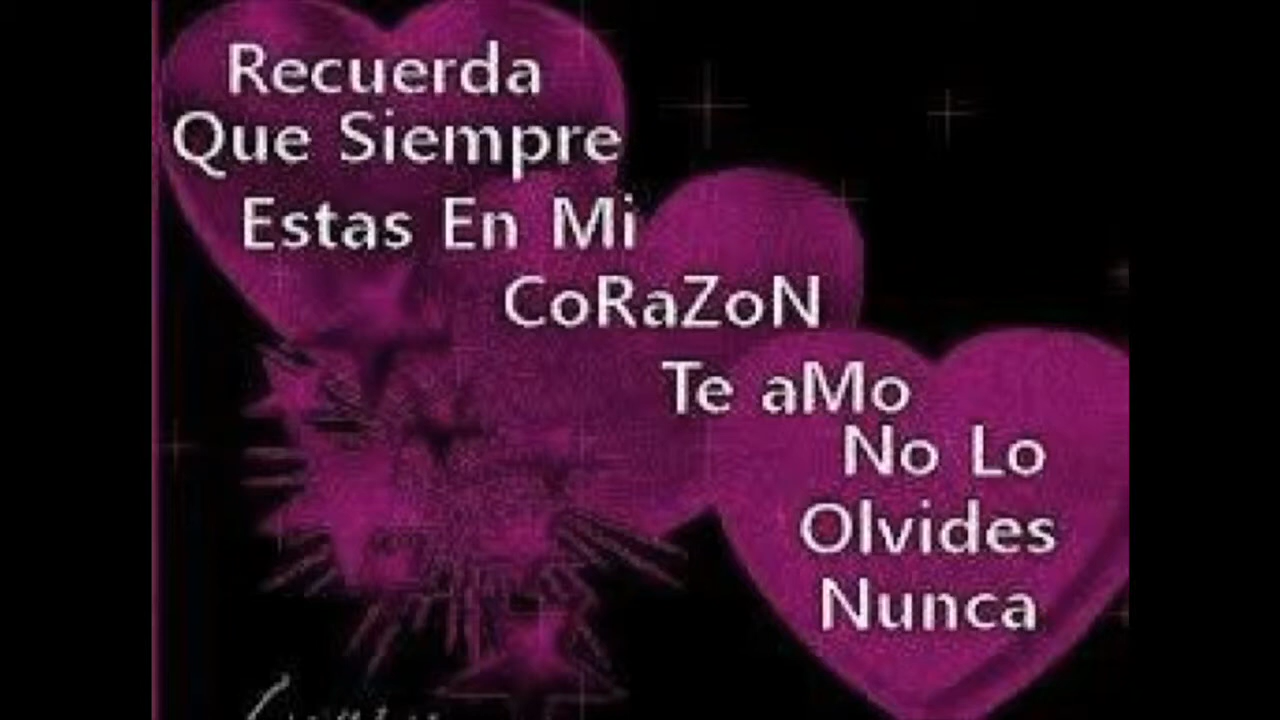 Recuerda
Que Siempre
Estas En Mi
CoRaZoN
Te aMo
No Lo
Olvides
Nunca